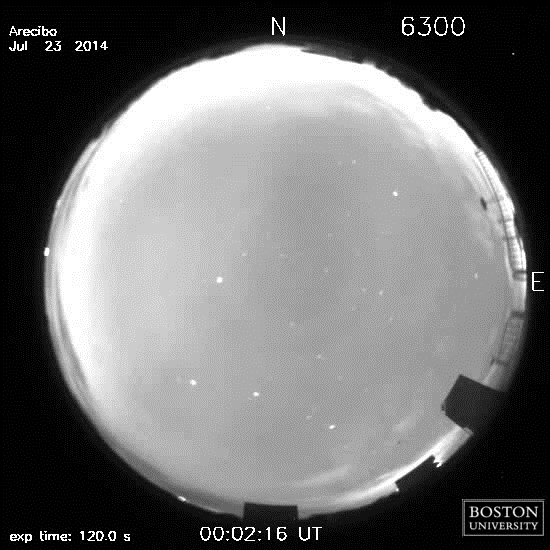 Arecibo
Jul 23 2014
N
6300
E
exp time: 120.0 s
00:02:16 UT
BOSTON
UNIVERSITY